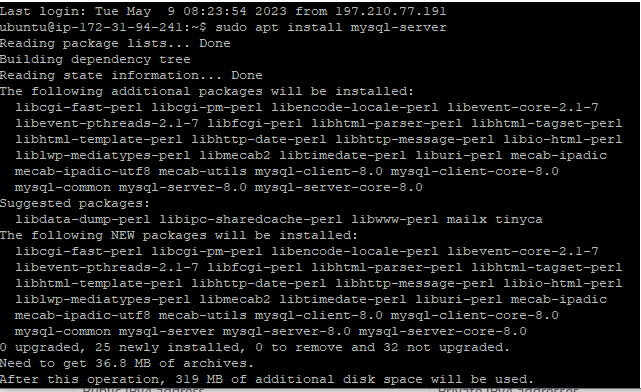 Last login: Tue May  9 08:23:54 2023 from 197.210.77.191
ubuntu@ip-172-31-94-241:~$ sudo apt install mysql-server
Reading package lists... Done
Building dependency tree
Reading state information... Done
The following additional packages will be installed:
  libcgi-fast-perl libcgi-pm-perl libencode-locale-perl libevent-core-2.1-7
  libevent-pthreads-2.1-7 libfcgi-perl libhtml-parser-perl libhtml-tagset-perl
  libhtml-template-perl libhttp-date-perl libhttp-message-perl libio-html-perl
  liblwp-mediatypes-perl libmecab2 libtimedate-perl liburi-perl mecab-ipadic
  mecab-ipadic-utf8 mecab-utils mysql-client-8.0 mysql-client-core-8.0
  mysql-common mysql-server-8.0 mysql-server-core-8.0
Suggested packages:
  libdata-dump-perl libipc-sharedcache-perl libwww-perl mailx tinyca
The following NEW packages will be installed:
  libcgi-fast-perl libcgi-pm-perl libencode-locale-perl libevent-core-2.1-7
  libevent-pthreads-2.1-7 libfcgi-perl libhtml-parser-perl libhtml-tagset-perl
  libhtml-template-perl libhttp-date-perl libhttp-message-perl libio-html-perl
  liblwp-mediatypes-perl libmecab2 libtimedate-perl liburi-perl mecab-ipadic
  mecab-ipadic-utf8 mecab-utils mysql-client-8.0 mysql-client-core-8.0
  mysql-common mysql-server mysql-server-8.0 mysql-server-core-8.0
0 upgraded, 25 newly installed, 0 to remove and 32 not upgraded.
Need to get 36.8 MB of archives.
After this operation, 319 MB of additional disk space will be used.